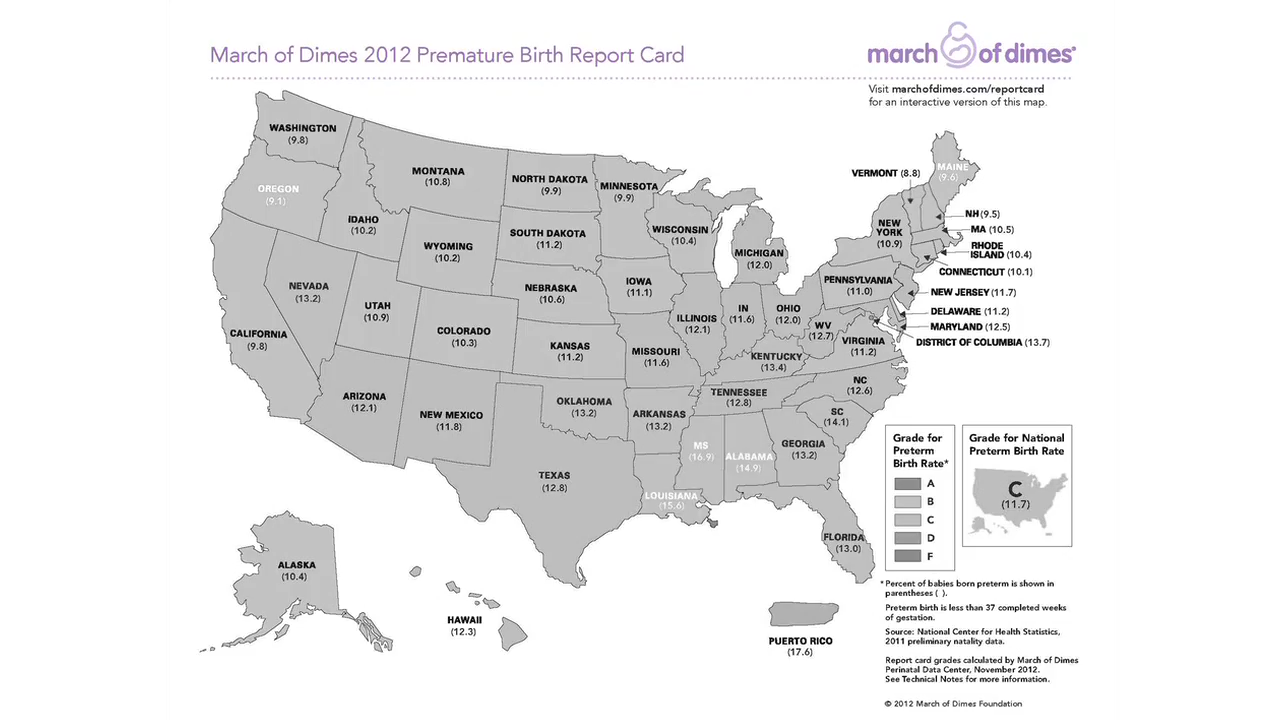 March of Dimes 2012 Premature Birth Report Card
march of dimes®
Visit marchofdimes.com/reportcard
for an interactive version of this map.
WASHINGTON
(9.8)
OREGON
(9.1)
IDAHO
(10.2)
MONTANA
(10.8)
WYOMING
(10.2)
NORTH DAKOTA
(9.9)
SOUTH DAKOTA
(11.2)
NEBRASKA
(10.6)
MINNESOTA
(9.9)
WISCONSIN
(10.4)
MICHIGAN
(12.0)
IOWA
(11.1)
NEVADA
(13.2)
UTAH
(10.9)
CALIFORNIA
(9.8)
COLORADO
(10.3)
KANSAS
(11.2)
MISSOURI
(11.6)
ILLINOIS
(12.1)
IN
(11.6)
OHIO
(12.0)
WV
(12.7)
KENTUCKY
(13.4)
VIRGINIA
(11.2)
PENNSYLVANIA
(11.0)
NEW
YORK
(10.9)
VERMONT (8.8)
MAINE
(9.6)
NH (9.5)
MA (10.5)
RHODE
ISLAND (10.4)
CONNECTICUT (10.1)
NEW JERSEY (11.7)
DELAWARE (11.2)
MARYLAND (12.5)
DISTRICT OF COLUMBIA (13.7)
ARIZONA
(12.1)
NEW MEXICO
(11.8)
OKLAHOMA
(13.2)
ARKANSAS
(13.2)
TENNESSEE
(12.8)
NC
(12.6)
SC
(14.1)
TEXAS
(12.8)
LOUISIANA
(15.6)
MS
(16.9)
ALABAMA
(14.9)
GEORGIA
(13.2)
FLORIDA
(13.0)
ALASKA
(10.4)
HAWAII
(12.3)
PUERTO RICO
(17.6)
Grade for
Preterm
Birth Rate*
A
B
C
D
F
Grade for National
Preterm Birth Rate
C
(11.7)
* Percent of babies born preterm is shown in
parentheses ( ).
Preterm birth is less than 37 completed weeks
of gestation.
Source: National Center for Health Statistics,
2011 preliminary natality data.
Report card grades calculated by March of Dimes
Perinatal Data Center, November 2012.
See Technical Notes for more information.
© 2012 March of Dimes Foundation